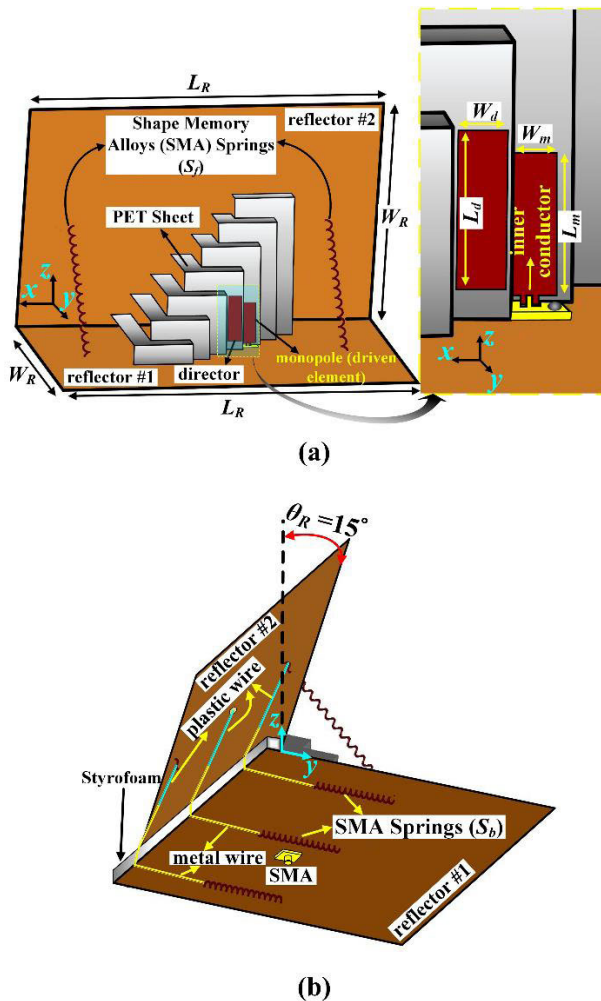 L_R
reflector #2
Shape Memory
Alloys (SMA) Springs
(S_f)
PET Sheet
W_R
z
x
y
W_R
reflector #1
director
monopole (driven
element)
L_R
W_d
W_m
L_d
inner
conductor
L_m
z
x
y
(a)
θ_R =15°
reflector #2
plastic wire
z
y
Styrofoam
SMA Springs (S_b)
metal wire
SMA
reflector #1
(b)